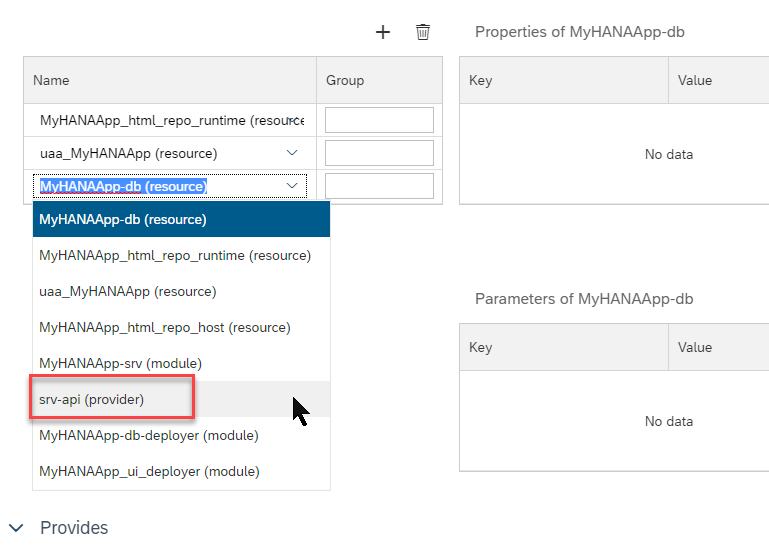 Properties of MyHANAApp-db
Name Group
Key Value
MyHANAApp_html_repo_runtime (resource
uaa_MyHANAApp (resource)
No data
MyHANAApp-db (resource)
MyHANAApp-db (resource)
MyHANAApp_html_repo_runtime (resource)
uaa_MyHANAApp (resource)
Parameters of MyHANAApp-db
MyHANAApp_html_repo_host (resource)
Key Value
MyHANAApp-srv (module)
srv-api (provider)
No data
MyHANAApp-db-deployer (module)
MyHANAApp_ui_deployer (module)
Provides